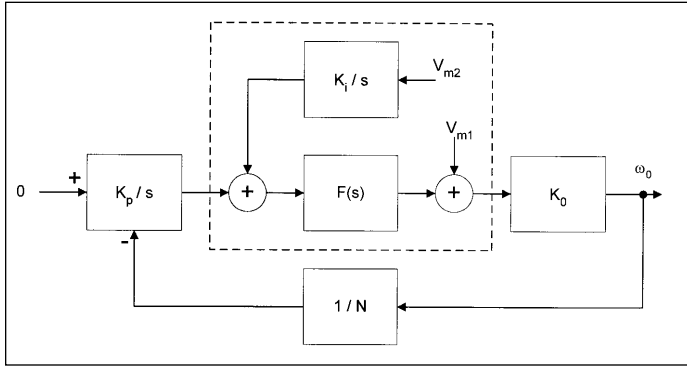 K_i / s
V_m2
V_m1
0
+
K_p / s
-
+
F(s)
+
K_0
ω_0
1 / N